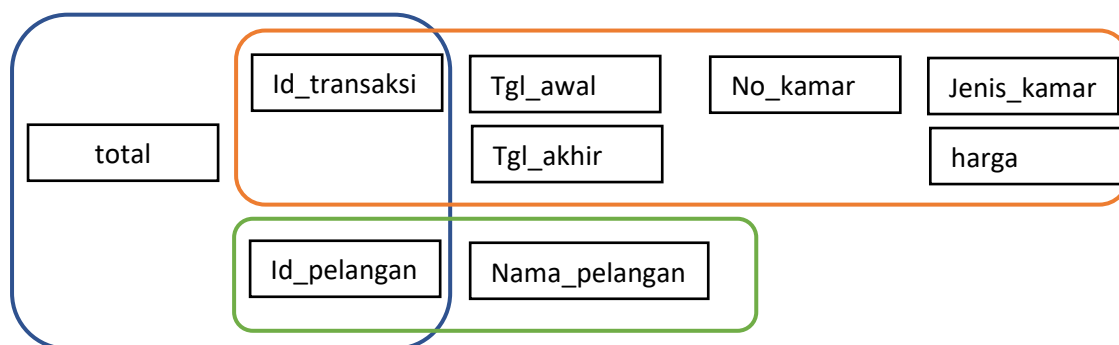 Id_transaksi
Tgl_awal
No_kamar
Jenis_kamar
total
Tgl_akhir
harga
Id_pelangan
Nama_pelangan